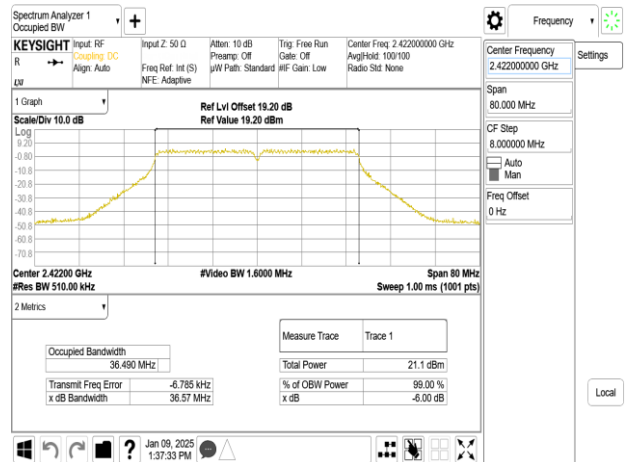 Spectrum Analyzer 1
Occupied BW
Frequency
KEYSIGHT
Input: RF
Coupling: DC
Align: Auto
Input Z: 50 Ω
Freq Ref: Int (S)
NFE: Adaptive
Atten: 10 dB
Preamp: Off
µW Path: Standard
Trig: Free Run
Gate: Off
#IF Gain: Low
Center Freq: 2.422000000 GHz
Avg|Hold: 100/100
Radio Std: None
R
LXI
Center Frequency
2.422000000 GHz
Settings
Span
80.000 MHz
CF Step
8.000000 MHz
Auto
Man
Freq Offset
0 Hz
Local
1 Graph
Scale/Div 10.0 dB
Ref Lvl Offset 19.20 dB
Ref Value 19.20 dBm
Log
9.20
-0.80
-10.8
-20.8
-30.8
-40.8
-50.8
-60.8
-70.8
Center 2.42200 GHz
#Video BW 1.6000 MHz
Span 80 MHz
#Res BW 510.00 kHz
Sweep 1.00 ms (1001 pts)
2 Metrics
Measure Trace
Trace 1
Occupied Bandwidth
36.490 MHz
Total Power
21.1 dBm
Transmit Freq Error
-6.785 kHz
% of OBW Power
99.00 %
x dB Bandwidth
36.57 MHz
x dB
-6.00 dB
?
Jan 09, 2025
1:37:33 PM